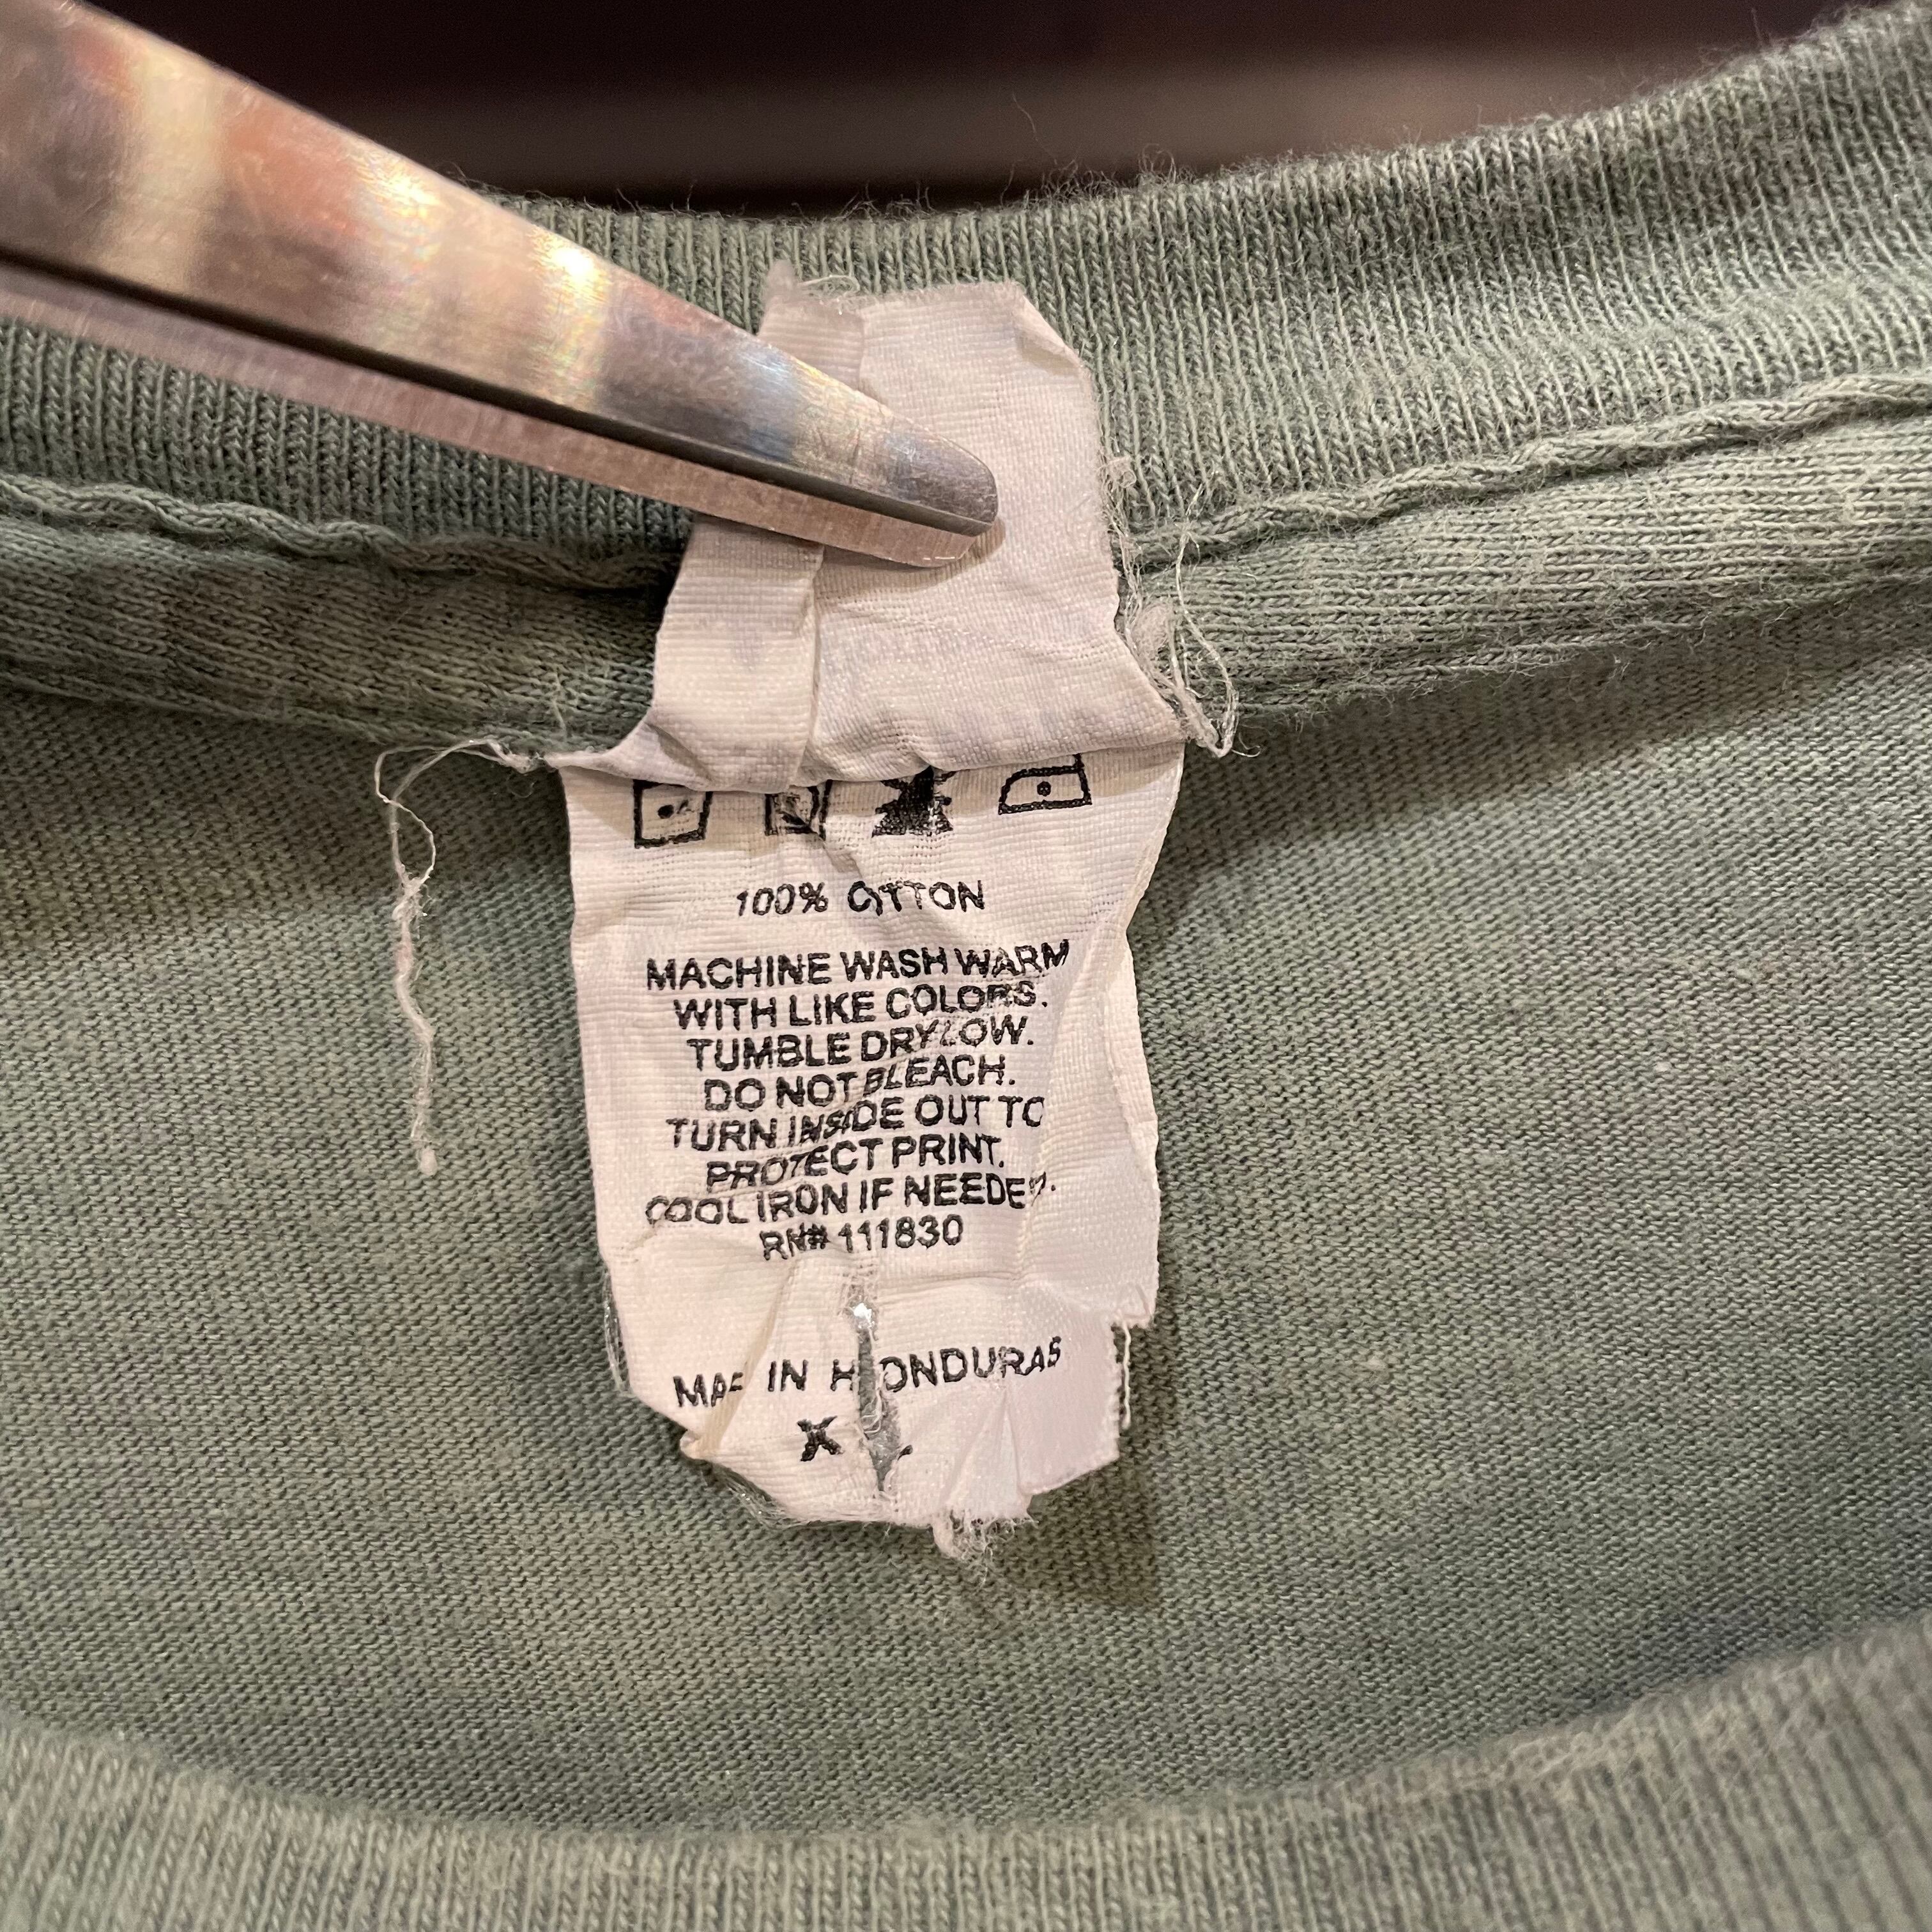 100% COTTON
MACHINE WASH WARM
WITH LIKE COLORS.
TUMBLE DRY LOW.
DO NOT BLEACH.
TURN INSIDE OUT TO
PROTECT PRINT.
COOL IRON IF NEEDED.
RN# 111830
MADE IN HONDURAS
X